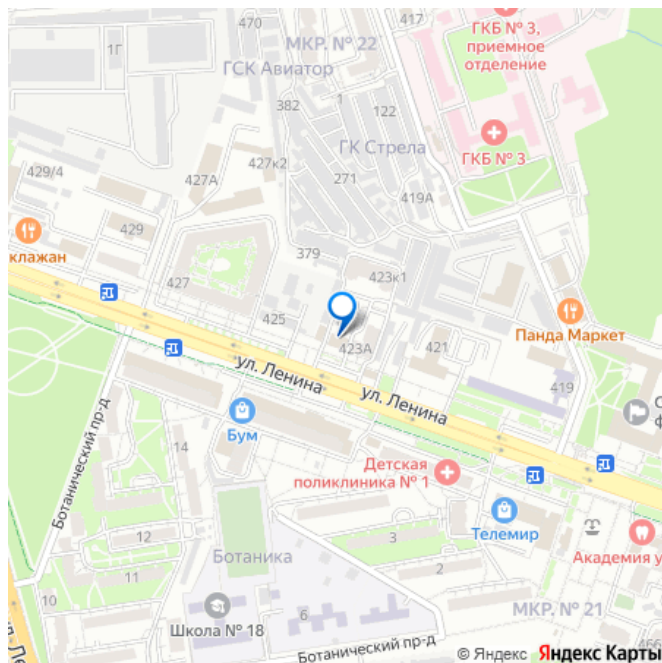 470
417
МКР. № 22
ГКБ № 3,
приемное
отделение
1Г
ГСК Авиатор
382
1
122
ГК Стрела
ГКБ № 3
427к2
429/4
427А
271
419А
429
клажан
379
423к1
427
425
423А
421
Панда Маркет
ул. Ленина
ул. Ленина
419
С
ф
Бум
14
Детская
поликлиника № 1
Ботанический пр-д
Телемир
12
Ботаника
3
Академия у
11
2
10
6
МКР. № 21
Школа № 18
ул. Ле
Ботанический пр-д
© Яндекс Яндекс Карты